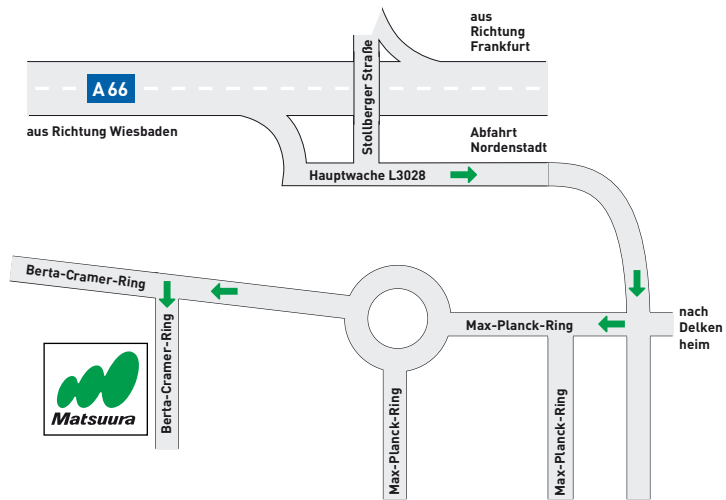 aus
Richtung
Frankfurt
Stollberger Straße
A 66
aus Richtung Wiesbaden
Abfahrt
Nordenstadt
Hauptwache L3028
Berta-Cramer-Ring
Max-Planck-Ring
nach
Delken
heim
Berta-Cramer-Ring
Matsuura
Max-Planck-Ring
Max-Planck-Ring